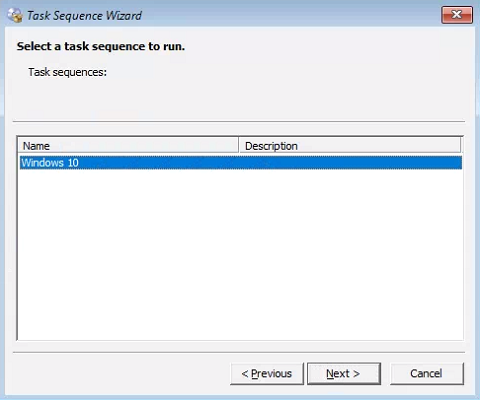 Task Sequence Wizard
Select a task sequence to run.
Task sequences:
Name Description
Windows 10
< Previous Next > Cancel